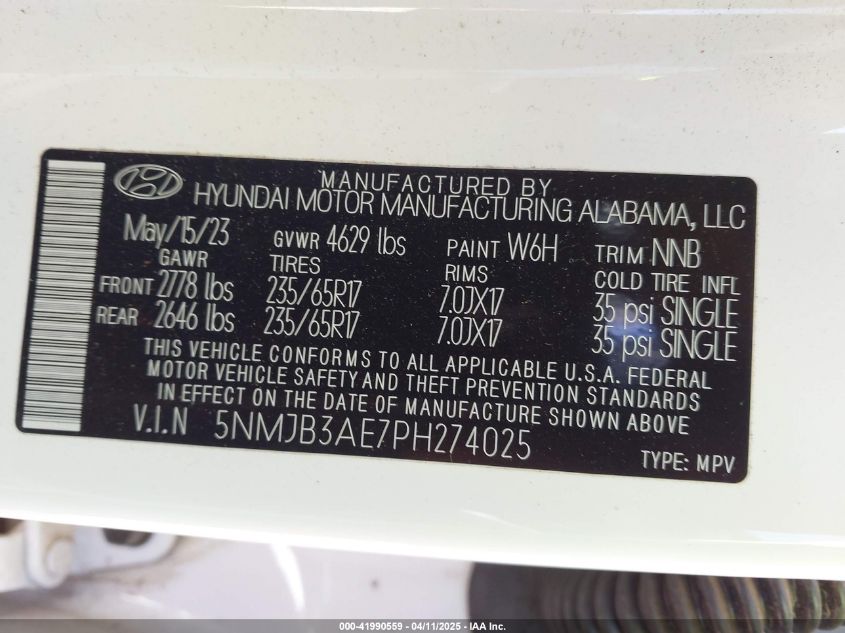 MANUFACTURED BY
HYUNDAI MOTOR MANUFACTURING ALABAMA, LLC
May/15/23 GVWR 4629 lbs PAINT W6H TRIM NNB
GAWR TIRES RIMS COLD TIRE INFL
FRONT 2778 lbs 235/65R17 7.0JX17 35 psi SINGLE
REAR 2646 lbs 235/65R17 7.0JX17 35 psi SINGLE
THIS VEHICLE CONFORMS TO ALL APPLICABLE U.S.A. FEDERAL
MOTOR VEHICLE SAFETY AND THEFT PREVENTION STANDARDS
IN EFFECT ON THE DATE OF MANUFACTURE SHOWN ABOVE
V.I.N 5NMJB3AE7PH274025
TYPE: MPV
000-41990559 - 04/11/2025 - IAA Inc.